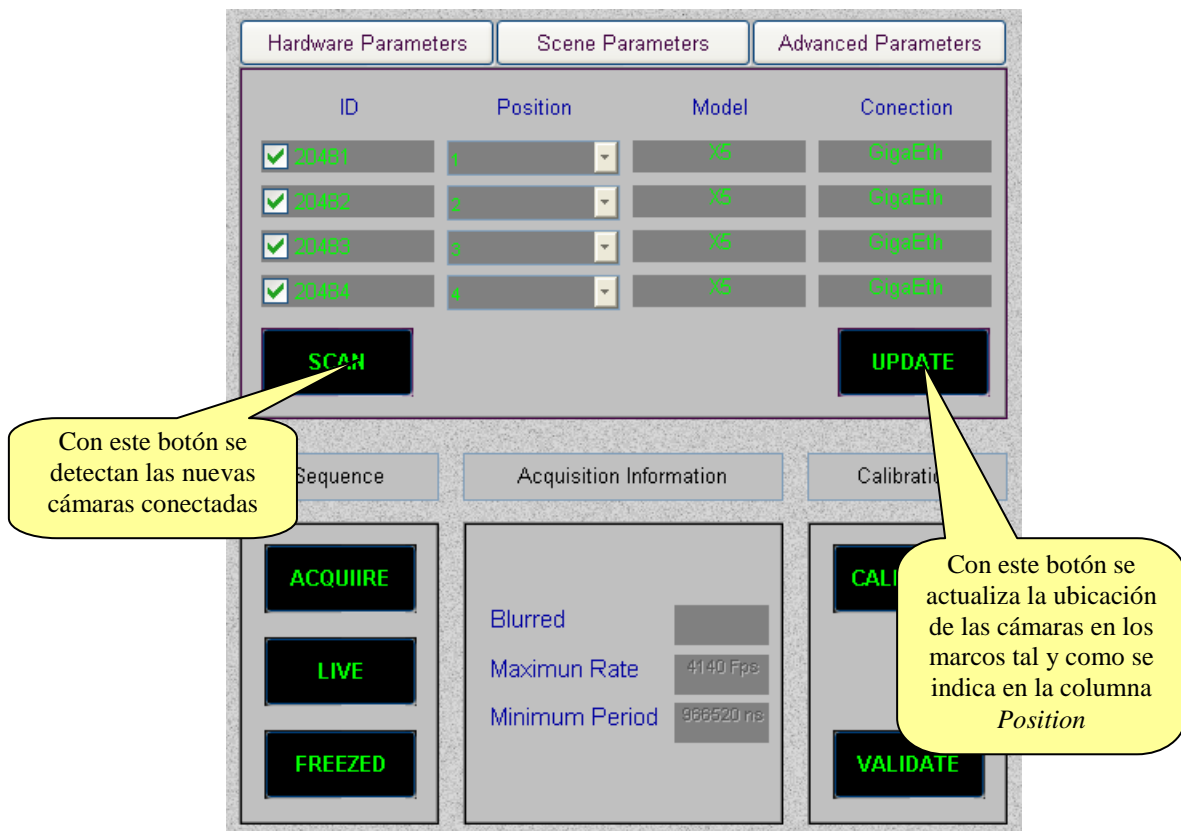 Hardware Parameters
Scene Parameters
Advanced Parameters
ID
Position
Model
Conection
20481
1
X5
GigaEth
20482
2
X5
GigaEth
20483
3
X5
GigaEth
20484
4
X5
GigaEth
SCAN
UPDATE
Con este botón se
detectan las nuevas
cámaras conectadas
Sequence
Acquisition Information
ACQUIIRE
LIVE
FREEZED
Blurred
Maximun Rate
4140 Fps
Minimum Period
966520 ns
Con este botón se
actualiza la ubicación
de las cámaras en los
marcos tal y como se
indica en la columna
Position
VALIDATE